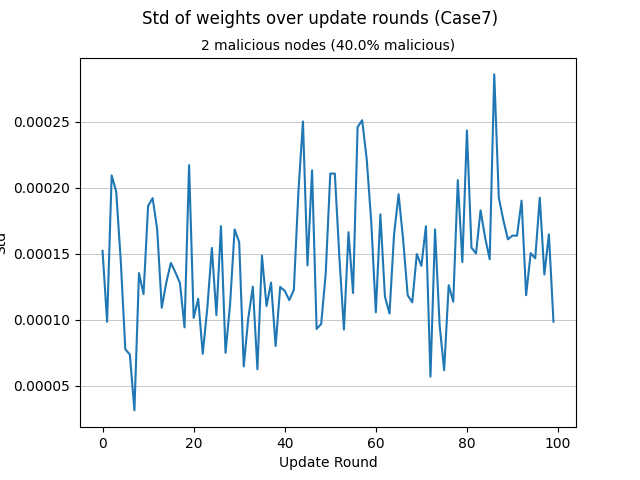 Std of weights over update rounds (Case7)
2 malicious nodes (40.0% malicious)
0.00025
0.00020
0.00015
0.00010
0.00005
Std
0 20 40 60 80 100
Update Round